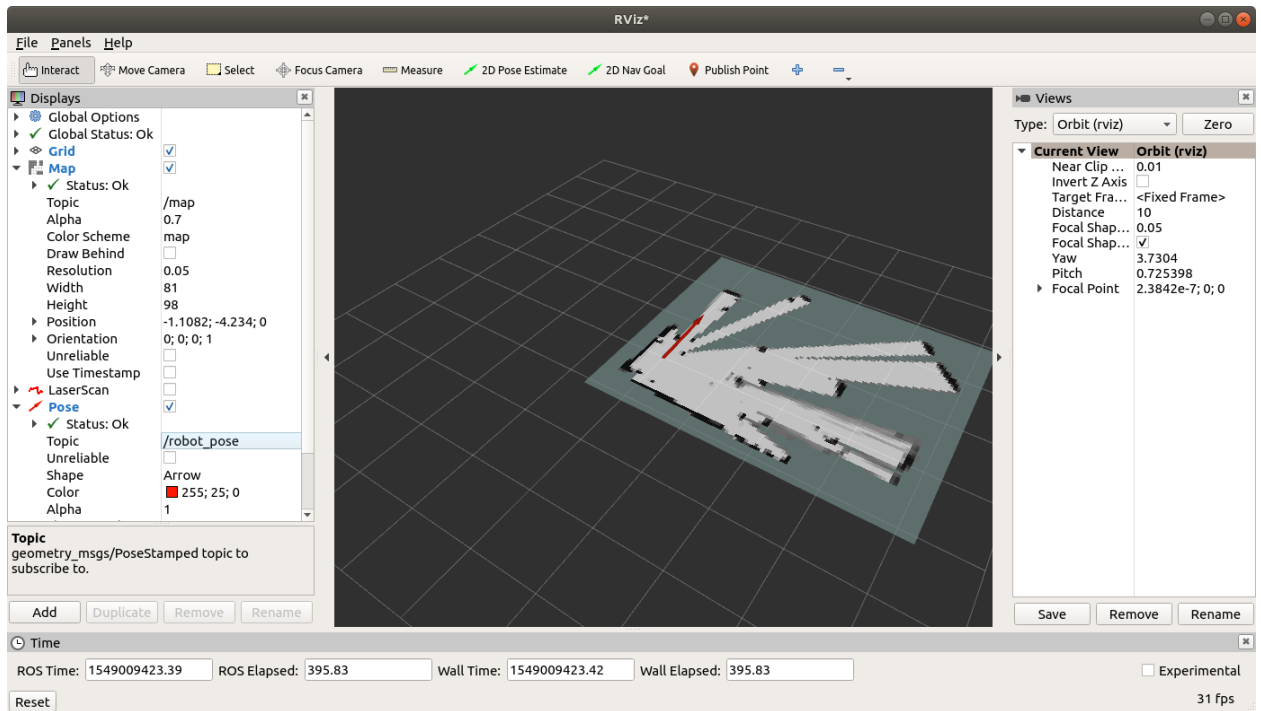 RViz*
File Panels Help
Interact Move Camera Select Focus Camera Measure 2D Pose Estimate 2D Nav Goal Publish Point
Displays
Global Options
Global Status: Ok
Grid
Map
Status: Ok
Topic /map
Alpha 0.7
Color Scheme map
Draw Behind
Resolution 0.05
Width 81
Height 98
Position -1.1082; -4.234; 0
Orientation 0; 0; 0; 1
Unreliable
Use Timestamp
LaserScan
Pose
Status: Ok
Topic /robot_pose
Unreliable
Shape Arrow
Color 255; 25; 0
Alpha 1
Topic
geometry_msgs/PoseStamped topic to
subscribe to.
Add Duplicate Remove Rename
Views
Type: Orbit (rviz) Zero
Current View Orbit (rviz)
Near Clip ... 0.01
Invert Z Axis
Target Fra... <Fixed Frame>
Distance 10
Focal Shap... 0.05
Focal Shap...
Yaw 3.7304
Pitch 0.725398
Focal Point 2.3842e-7; 0; 0
Save Remove Rename
Time
ROS Time: 1549009423.39 ROS Elapsed: 395.83 Wall Time: 1549009423.42 Wall Elapsed: 395.83 Experimental
Reset 31 fps